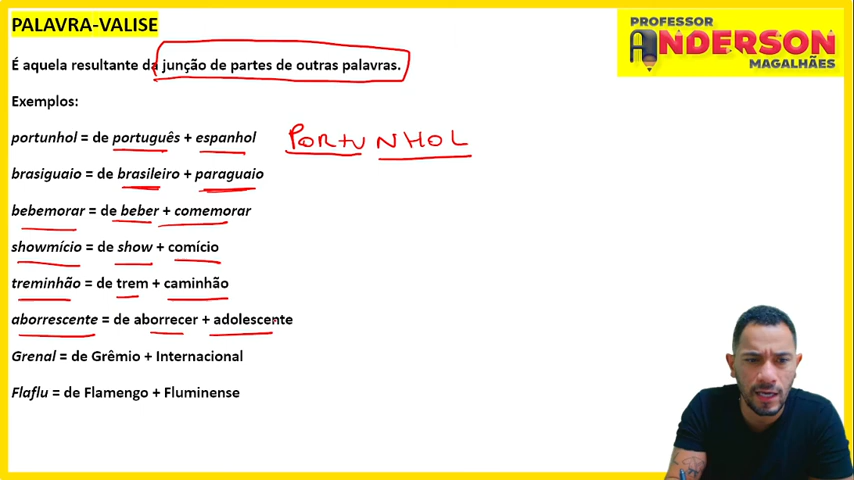 PALAVRA-VALISE
PROFESSOR
ANDERSON
MAGALHÃES
É aquela resultante da junção de partes de outras palavras.
Exemplos:
portunhol = de português + espanhol PORTUNHOL
brasiguaio = de brasileiro + paraguaio
bebemorar = de beber + comemorar
showmício = de show + comício
treminhão = de trem + caminhão
aborrescente = de aborrecer + adolescente
Grenal = de Grêmio + Internacional
Flaflu = de Flamengo + Fluminense